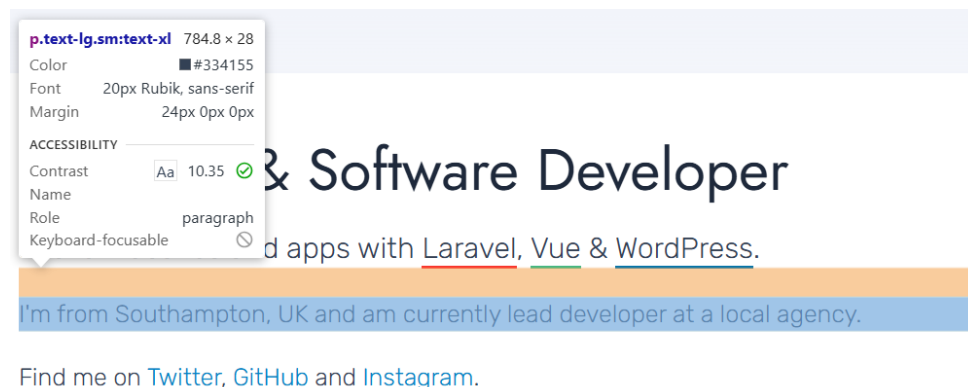 p.text-lg.sm:text-xl 784.8 × 28
Color #334155
Font 20px Rubik, sans-serif
Margin 24px 0px 0px
ACCESSIBILITY
Contrast Aa 10.35
Name
Role paragraph
Keyboard-focusable
& Software Developer
d apps with Laravel, Vue & WordPress.
I'm from Southampton, UK and am currently lead developer at a local agency.
Find me on Twitter, GitHub and Instagram.